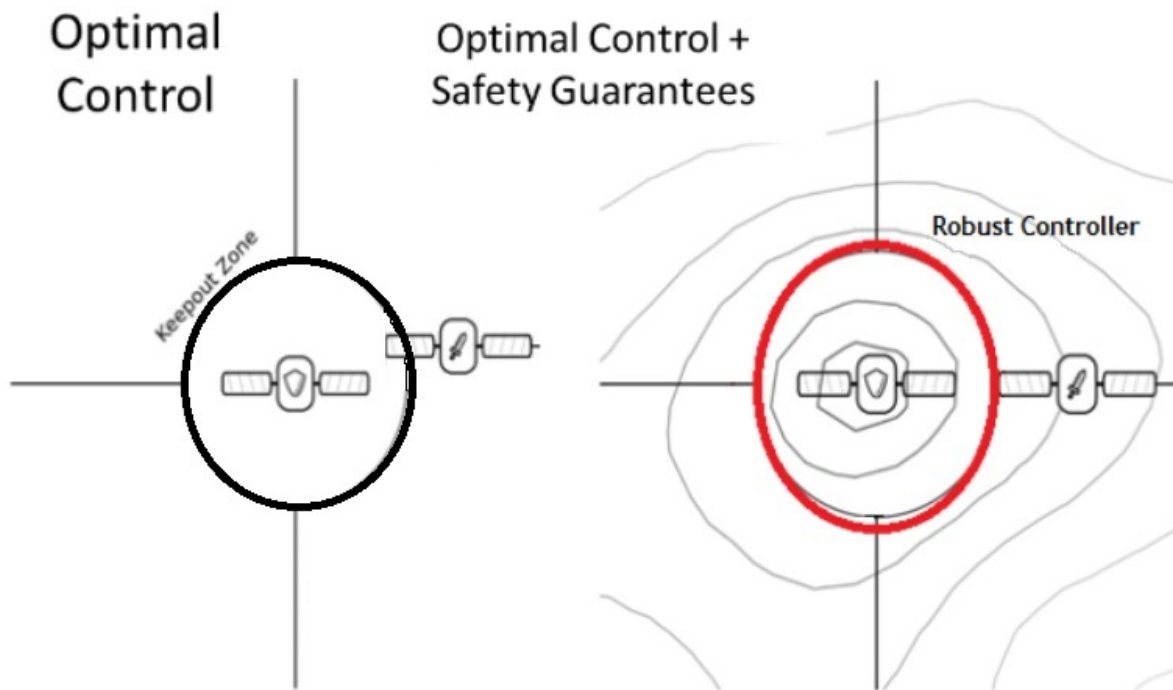 Optimal
Control
Optimal Control +
Safety Guarantees
Keepout Zone
Robust Controller